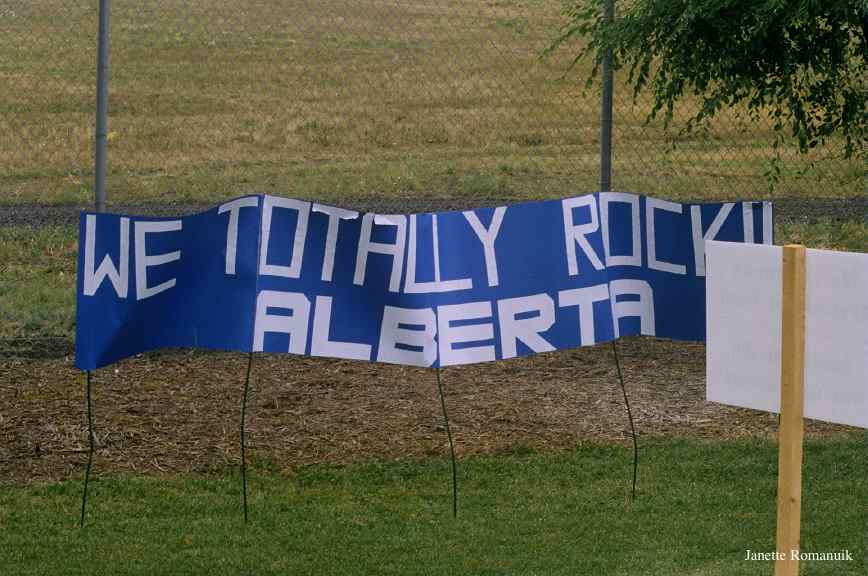 WE TOTALLY ROCK!!
ALBERTA
Janette Romanuik